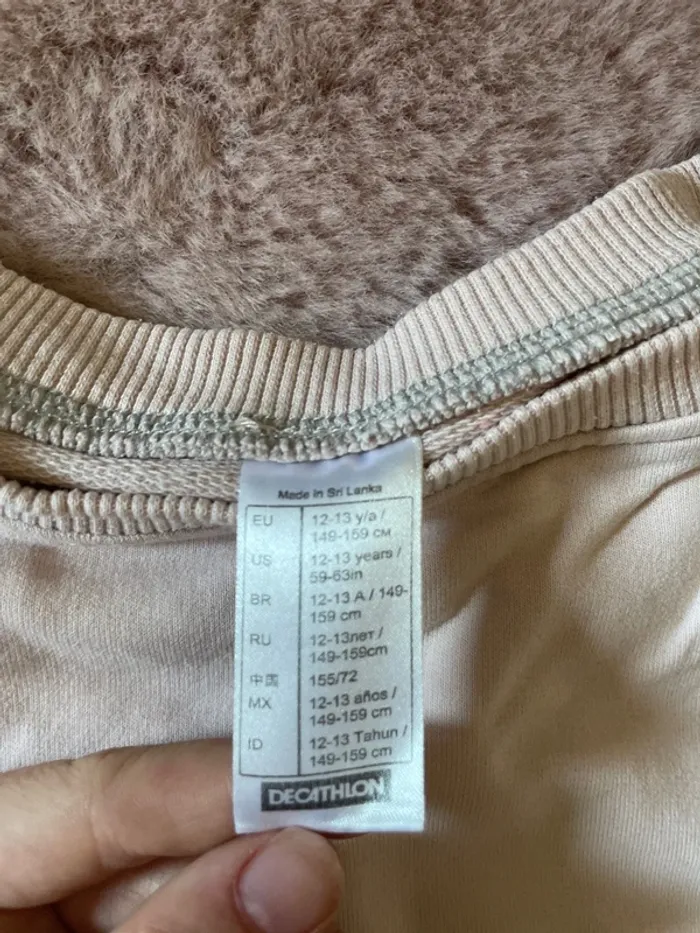 Made in Sri Lanka
EU 12-13 y/a /
149-159 CM
US 12-13 years /
59-63in
BR 12-13 A / 149-
159 cm
RU 12-13лет /
149-159cm
中国 155/72
MX 12-13 años /
149-159 cm
ID 12-13 Tahun /
149-159 cm
DECATHLON